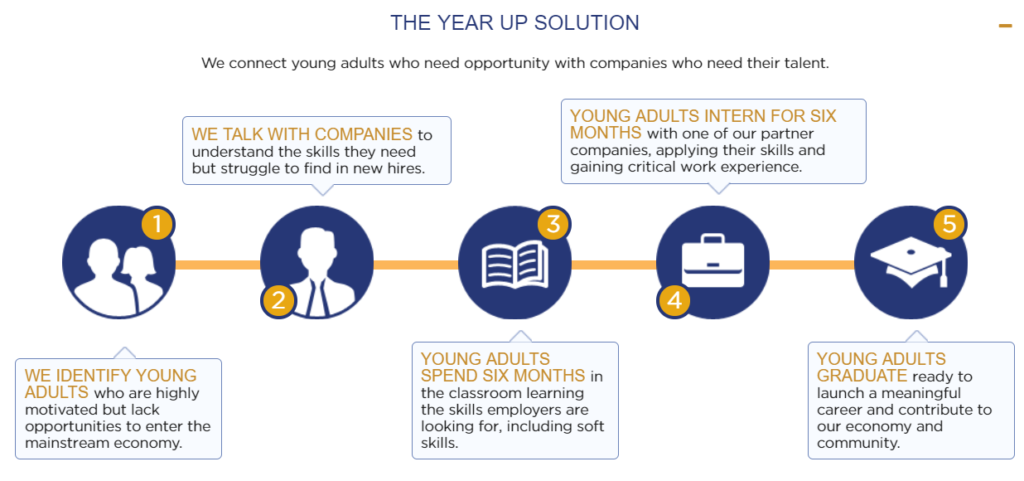 THE YEAR UP SOLUTION
We connect young adults who need opportunity with companies who need their talent.
WE TALK WITH COMPANIES to
understand the skills they need
but struggle to find in new hires.
YOUNG ADULTS INTERN FOR SIX
MONTHS with one of our partner
companies, applying their skills and
gaining critical work experience.
1
2
3
4
5
WE IDENTIFY YOUNG
ADULTS who are highly
motivated but lack
opportunities to enter the
mainstream economy.
YOUNG ADULTS
SPEND SIX MONTHS in
the classroom learning
the skills employers are
looking for, including soft
skills.
YOUNG ADULTS
GRADUATE ready to
launch a meaningful
career and contribute to
our economy and
community.